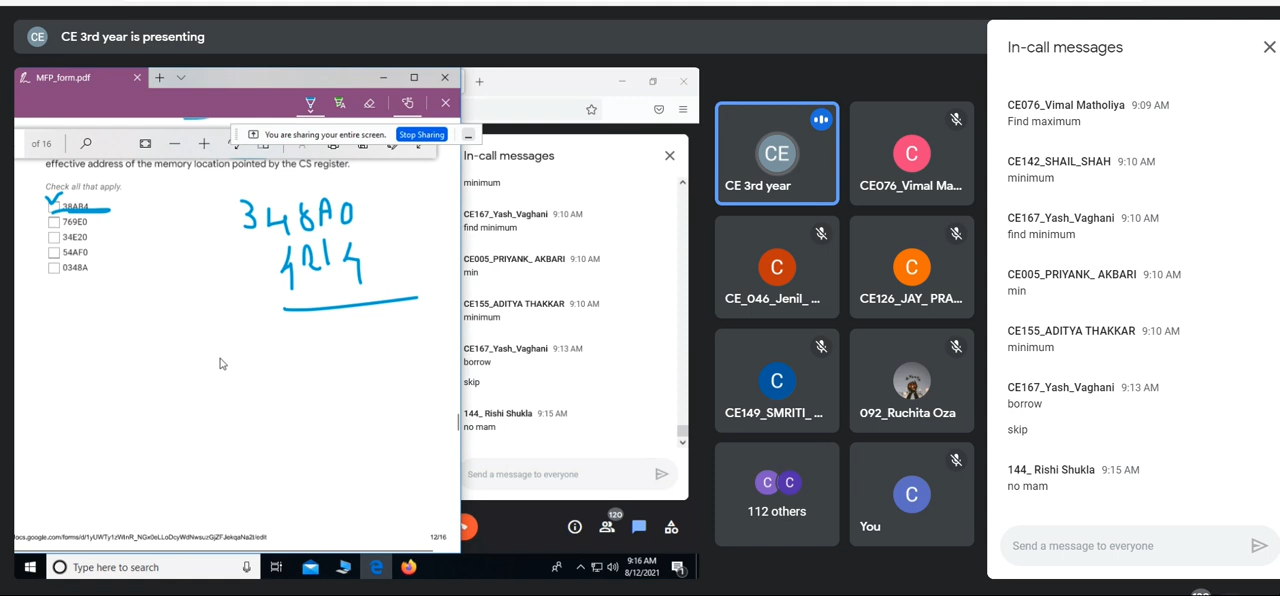 CE
CE 3rd year is presenting
MFP_form.pdf
You are sharing your entire screen.
Stop Sharing
of 16
effective address of the memory location pointed by the CS register.
Check all that apply.
38AB4
769E0
34E20
54AF0
0348A
348A0
4214
12/16
In-call messages
minimum
CE167_Yash_Vaghani 9:10 AM
find minimum
CE005_PRIYANK_ AKBARI 9:10 AM
min
CE155_ADITYA THAKKAR 9:10 AM
minimum
CE167_Yash_Vaghani 9:13 AM
borrow
skip
144_ Rishi Shukla 9:15 AM
no mam
Send a message to everyone
120
Type here to search
9:16 AM
8/12/2021
1
CE
CE 3rd year
C
CE076_Vimal Ma...
C
CE_046_Jenil_ ...
C
CE126_JAY_ PRA...
C
CE149_SMRITI_ ...
092_Ruchita Oza
C C
112 others
C
You
In-call messages
CE076_Vimal Matholiya 9:09 AM
Find maximum
CE142_SHAIL_SHAH 9:10 AM
minimum
CE167_Yash_Vaghani 9:10 AM
find minimum
CE005_PRIYANK_ AKBARI 9:10 AM
min
CE155_ADITYA THAKKAR 9:10 AM
minimum
CE167_Yash_Vaghani 9:13 AM
borrow
skip
144_ Rishi Shukla 9:15 AM
no mam
Send a message to everyone